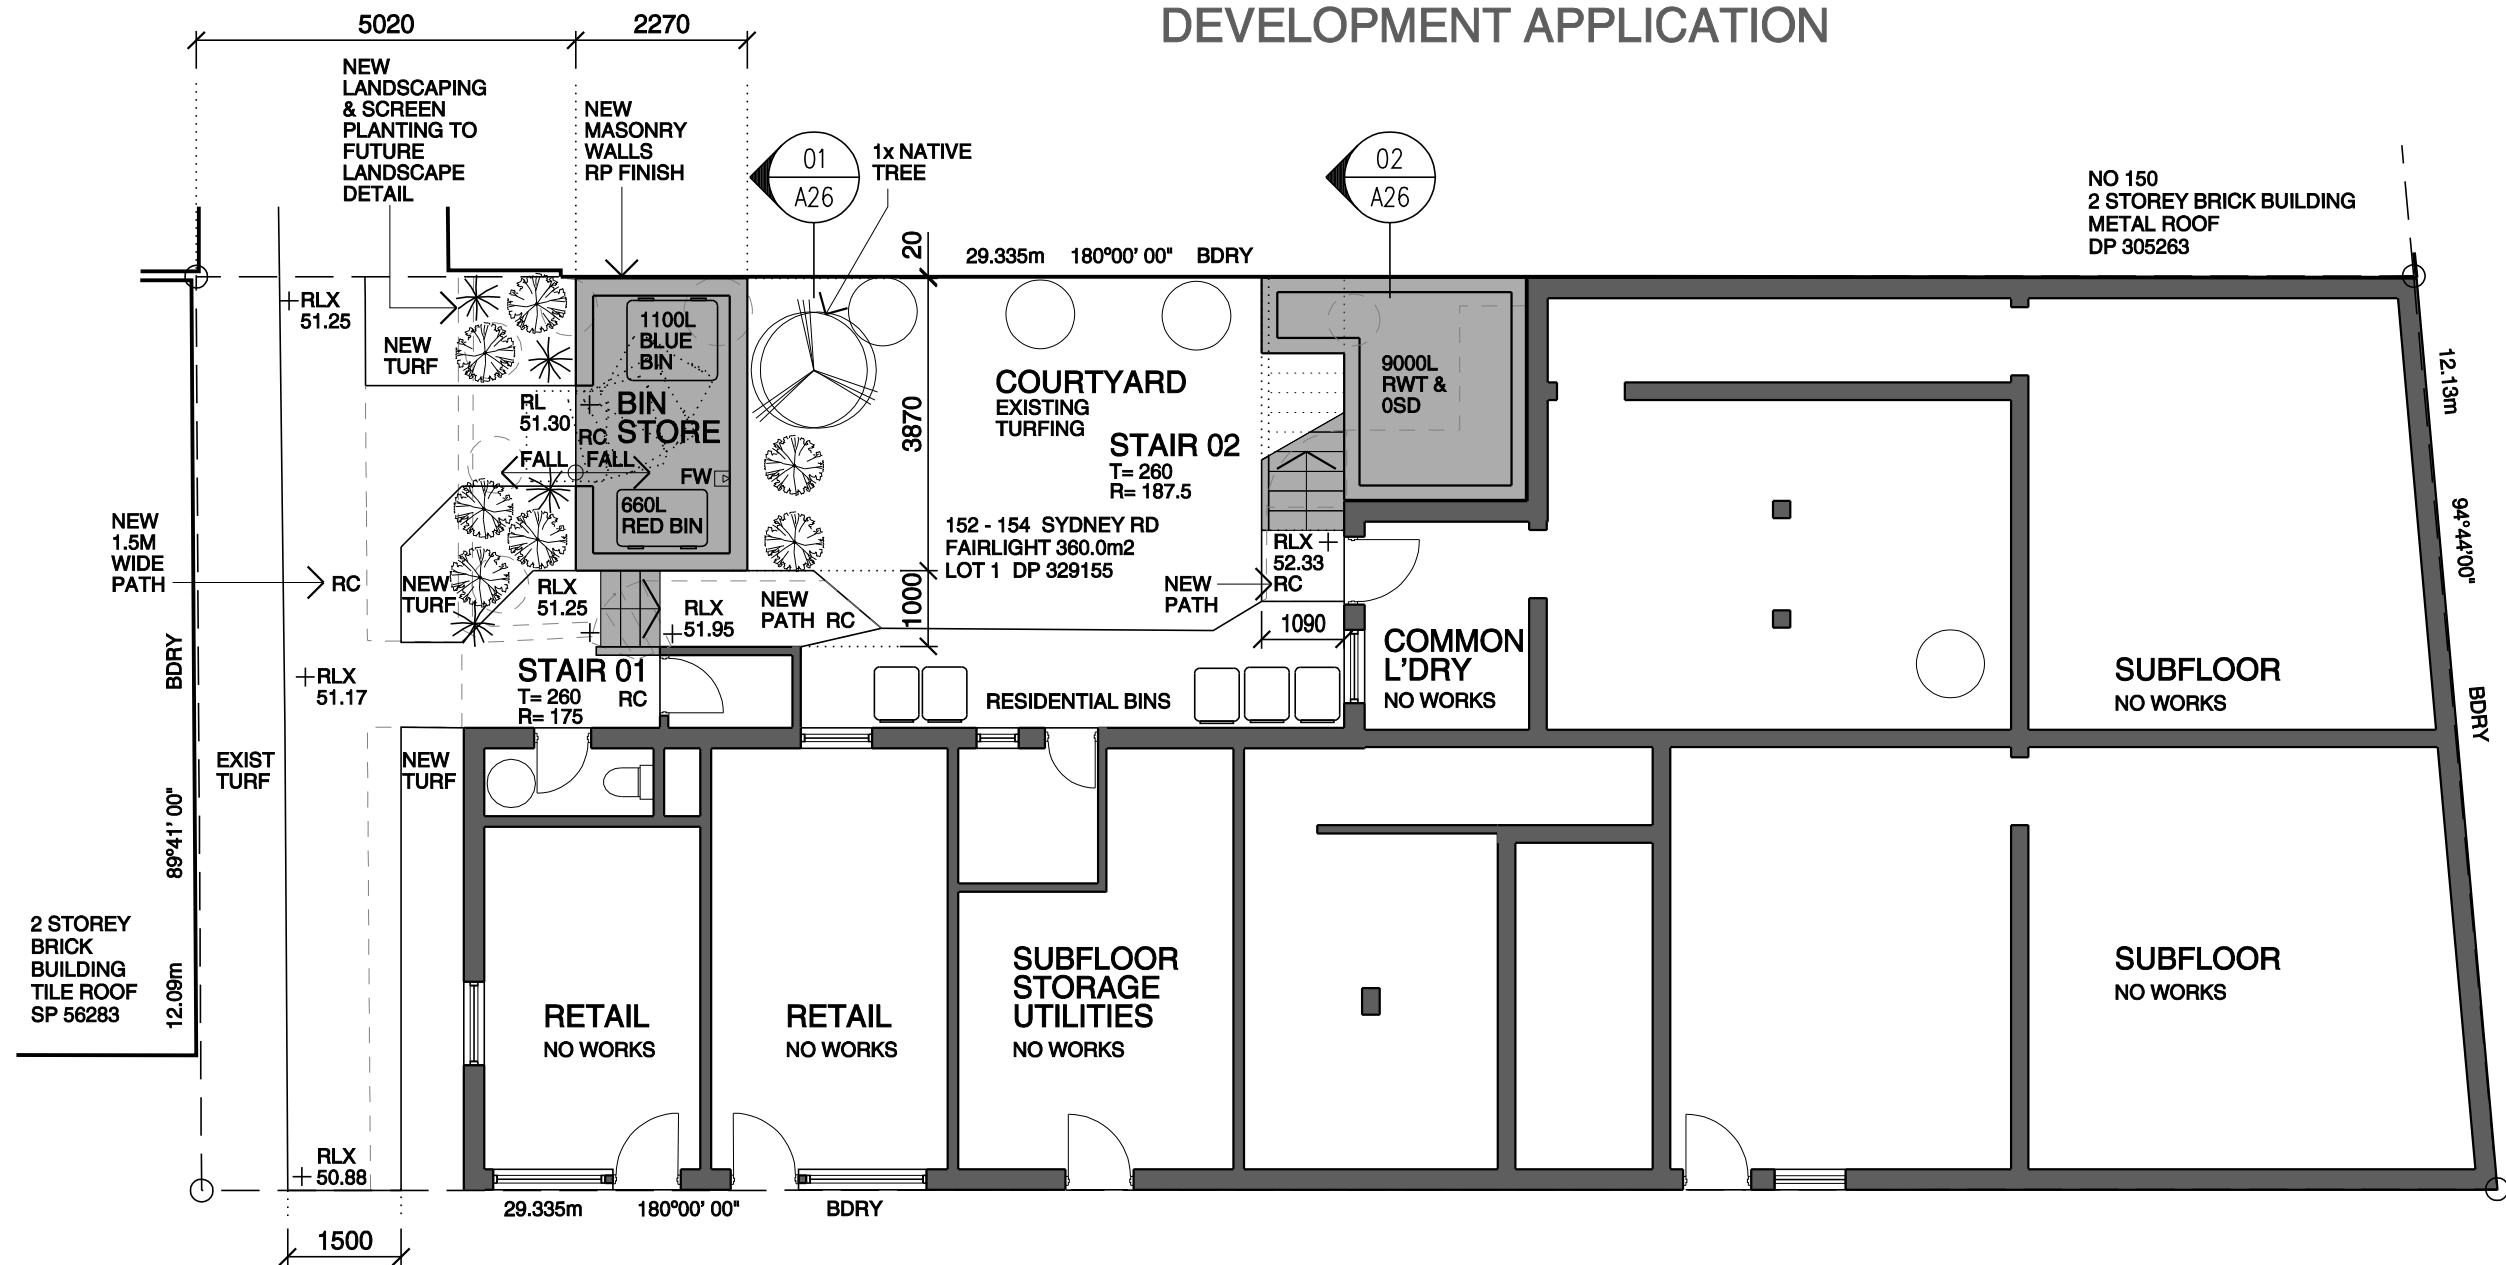 DEVELOPMENT APPLICATION
5020
2270
NEW
LANDSCAPING
& SCREEN
PLANTING TO
FUTURE
LANDSCAPE
DETAIL
NEW
MASONRY
WALLS
RP FINISH
01
A26
1x NATIVE
TREE
02
A26
NO 150
2 STOREY BRICK BUILDING
METAL ROOF
DP 305263
20
29.335m 180º00' 00" BDRY
RLX
51.25
NEW
TURF
1100L
BLUE
BIN
RL
51.30
BIN
STORE
RC
FALL FALL
FW
660L
RED BIN
3870
COURTYARD
EXISTING
TURFING
STAIR 02
T= 260
R= 187.5
9000L
RWT &
0SD
12.13m
94°44'00"
BDRY
152 - 154 SYDNEY RD
FAIRLIGHT 360.0m2
LOT 1 DP 329155
RLX
52.33
RC
NEW
PATH
NEW
1.5M
WIDE
PATH
RC
NEW
TURF
RLX
51.25
RLX
51.95
NEW
PATH RC
1000
1090
COMMON
L'DRY
NO WORKS
SUBFLOOR
NO WORKS
BDRY
RLX
51.17
STAIR 01
T= 260
R= 175
RC
RESIDENTIAL BINS
EXIST
TURF
NEW
TURF
89º41' 00"
12.09m
2 STOREY
BRICK
BUILDING
TILE ROOF
SP 56283
RETAIL
NO WORKS
RETAIL
NO WORKS
SUBFLOOR
STORAGE
UTILITIES
NO WORKS
SUBFLOOR
NO WORKS
RLX
50.88
29.335m 180º00' 00" BDRY
1500